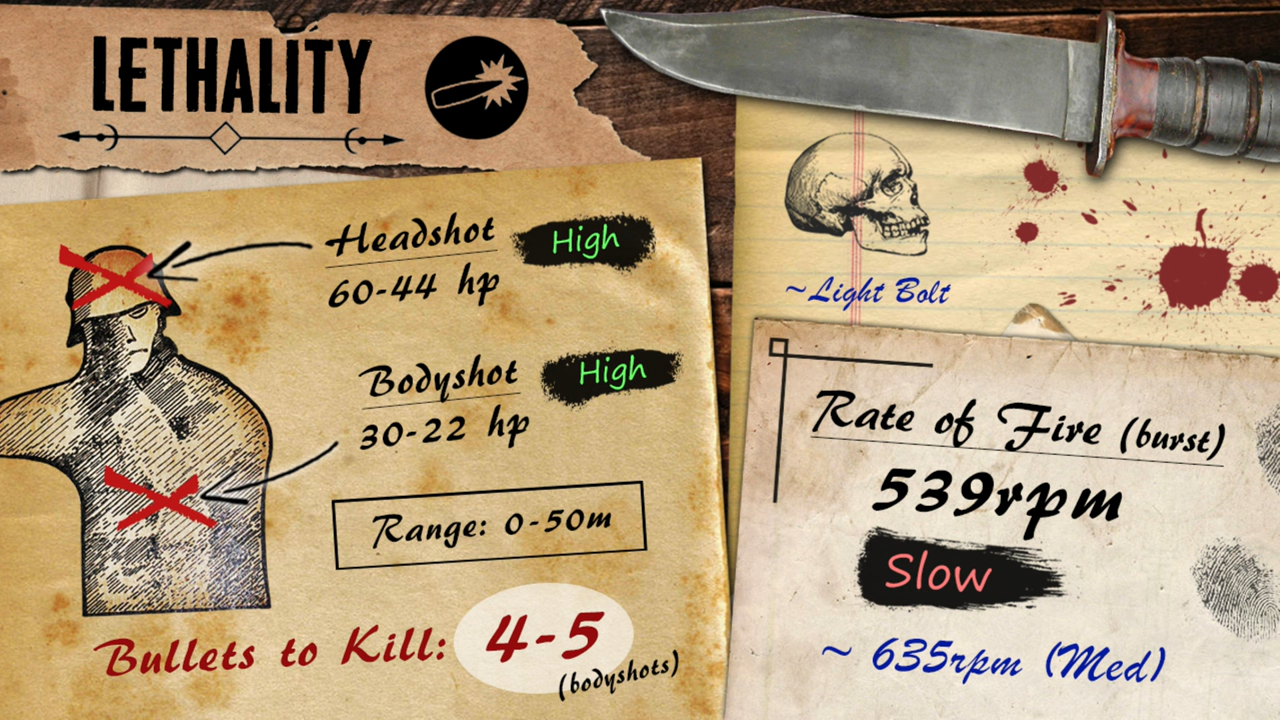 LETHALITY
Headshot High
60-44 hp
Bodyshot High
30-22 hp
Range: 0-50m
Bullets to Kill: 4-5
(bodyshots)
~Light Bolt
Rate of Fire (burst)
539rpm
Slow
~ 635rpm (Med)